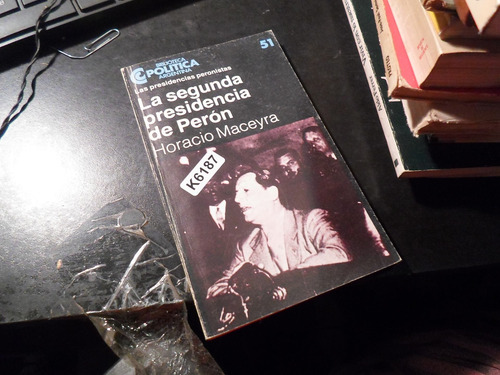 BIBLIOTECA
POLITICA
ARGENTINA
51
Las presidencias peronistas
La segunda
presidencia
de Perón
Horacio Maceyra
K6187